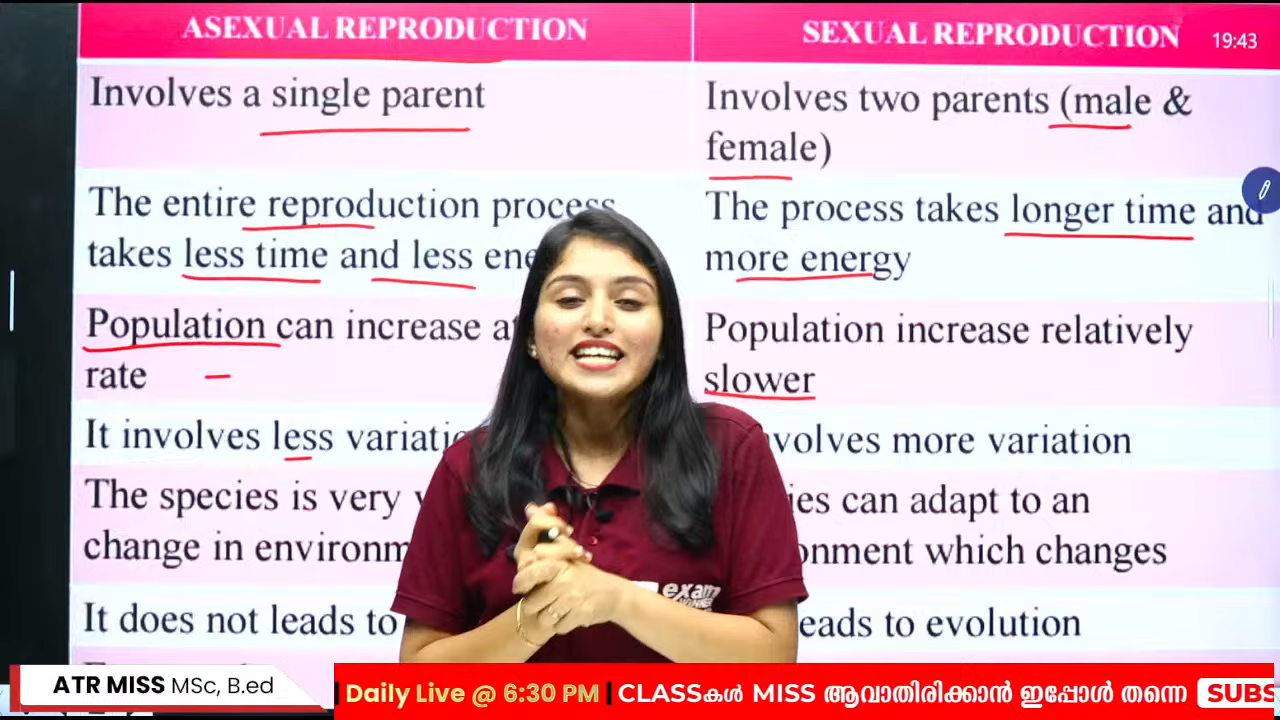 ASEXUAL REPRODUCTION
SEXUAL REPRODUCTION
19:43
Involves a single parent
Involves two parents (male &
female)
The entire reproduction process
takes less time and less
The process takes longer time and
more energy
Population can increase
rate
Population increase relatively
slower
It involves less
more variation
The species is very
change in
can adapt to an
which changes
It does not leads to
to evolution
exam
ATR MISS MSc, B.ed
Daily Live @ 6:30 PM | CLASSകൾ MISS ആവാതിരിക്കാൻ ഇപ്പോൾ തന്നെ